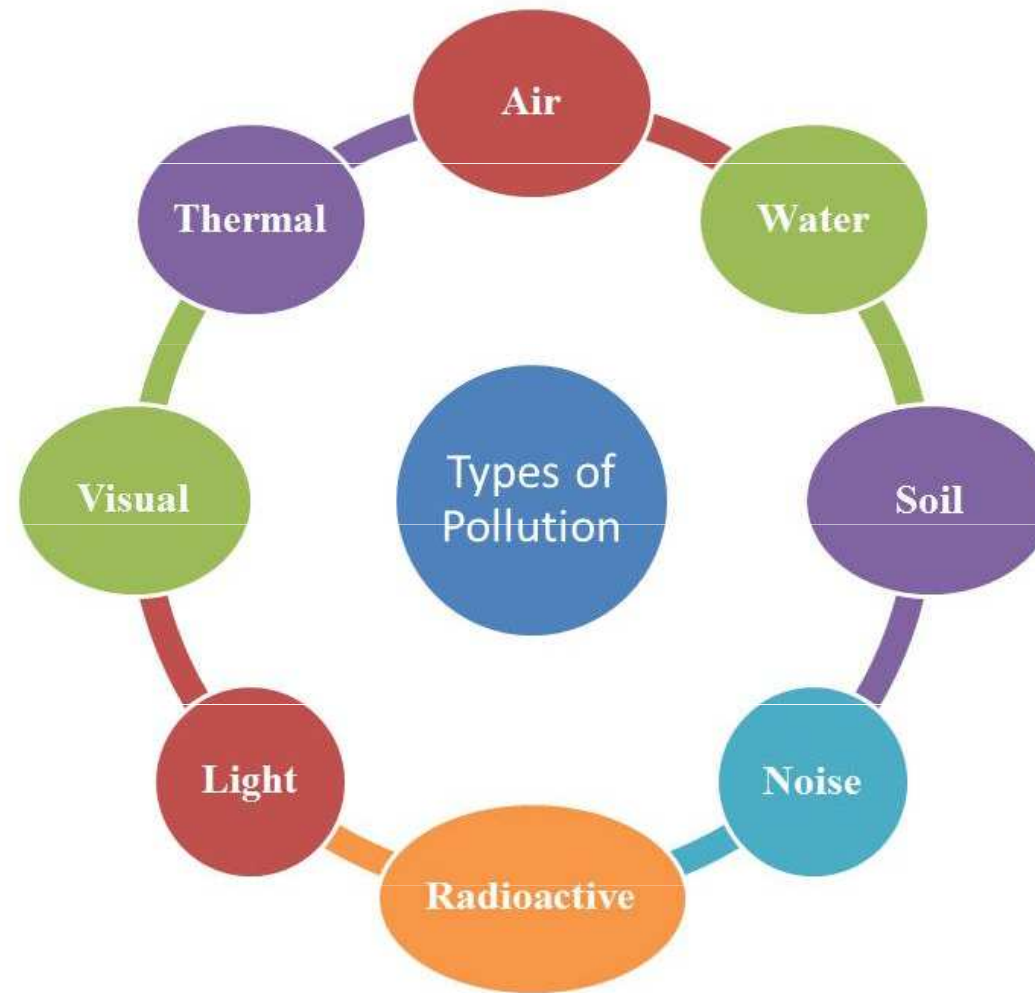 Air
Water
Soil
Noise
Radioactive
Light
Visual
Thermal
Types of
Pollution